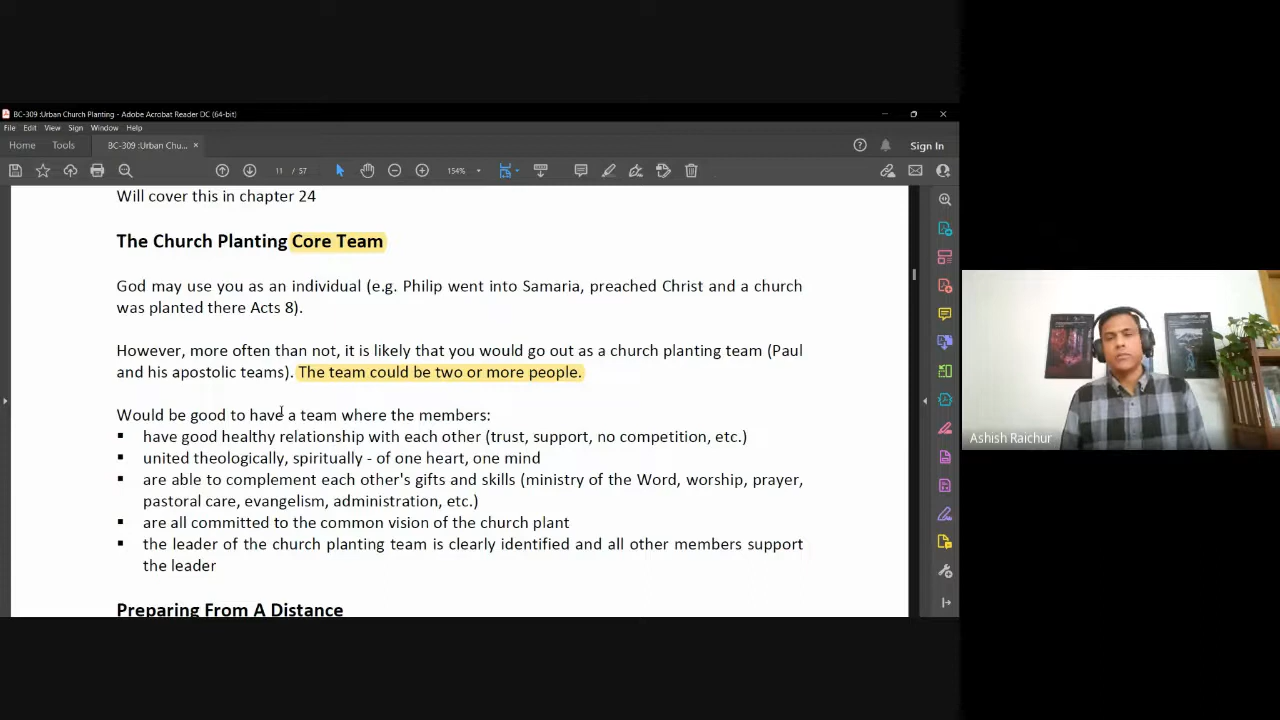 BC-309 :Urban Church Planting - Adobe Acrobat Reader DC (64-bit)
File Edit View Sign Window Help
Home Tools BC-309 :Urban Chu... × Sign In
11 / 57 154%
Will cover this in chapter 24
The Church Planting Core Team
God may use you as an individual (e.g. Philip went into Samaria, preached Christ and a church
was planted there Acts 8).
However, more often than not, it is likely that you would go out as a church planting team (Paul
and his apostolic teams). The team could be two or more people.
Would be good to have a team where the members:
▪ have good healthy relationship with each other (trust, support, no competition, etc.)
▪ united theologically, spiritually - of one heart, one mind
▪ are able to complement each other's gifts and skills (ministry of the Word, worship, prayer,
pastoral care, evangelism, administration, etc.)
▪ are all committed to the common vision of the church plant
▪ the leader of the church planting team is clearly identified and all other members support
the leader
Preparing From A Distance
Ashish Raichur